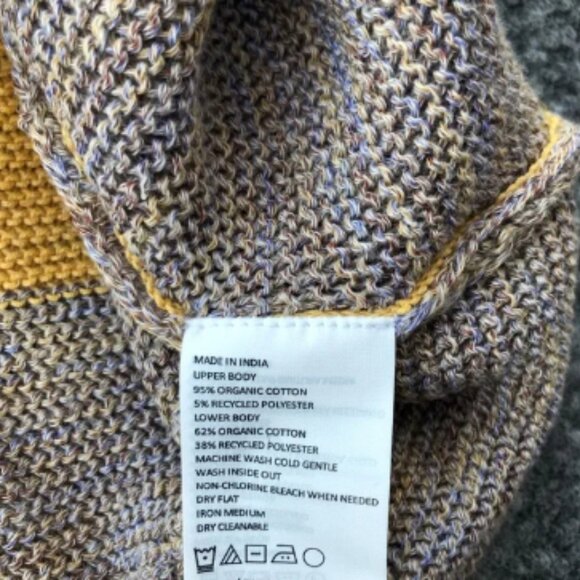 MADE IN INDIA
UPPER BODY
95% ORGANIC COTTON
5% RECYCLED POLYESTER
LOWER BODY
62% ORGANIC COTTON
38% RECYCLED POLYESTER
MACHINE WASH COLD GENTLE
WASH INSIDE OUT
NON-CHLORINE BLEACH WHEN NEEDED
DRY FLAT
IRON MEDIUM
DRY CLEANABLE